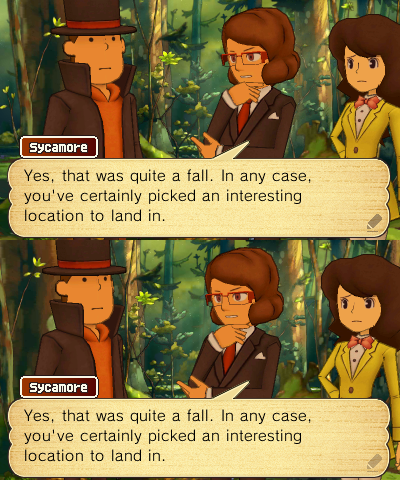 Sycamore
Yes, that was quite a fall. In any case,
you've certainly picked an interesting
location to land in.
Sycamore
Yes, that was quite a fall. In any case,
you've certainly picked an interesting
location to land in.